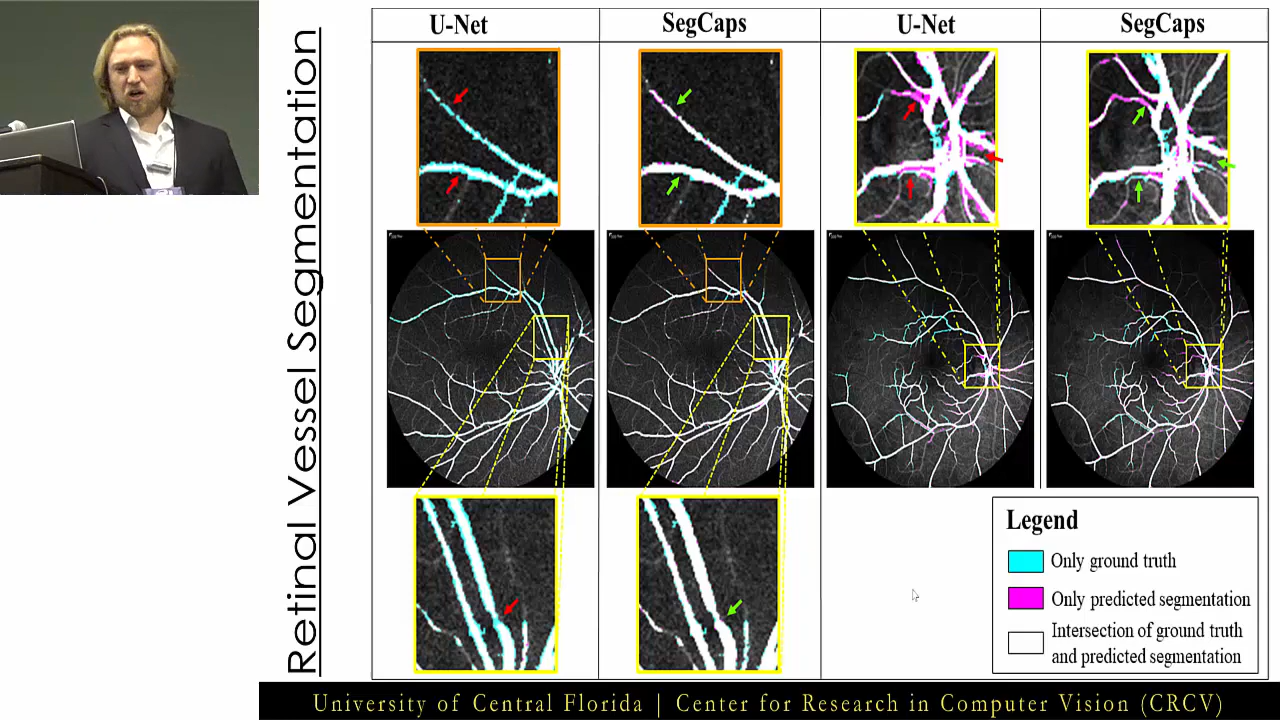 Retinal Vessel Segmentation
U-Net
SegCaps
U-Net
SegCaps
Legend
Only ground truth
Only predicted segmentation
Intersection of ground truth
and predicted segmentation
University of Central Florida | Center for Research in Computer Vision (CRCV)